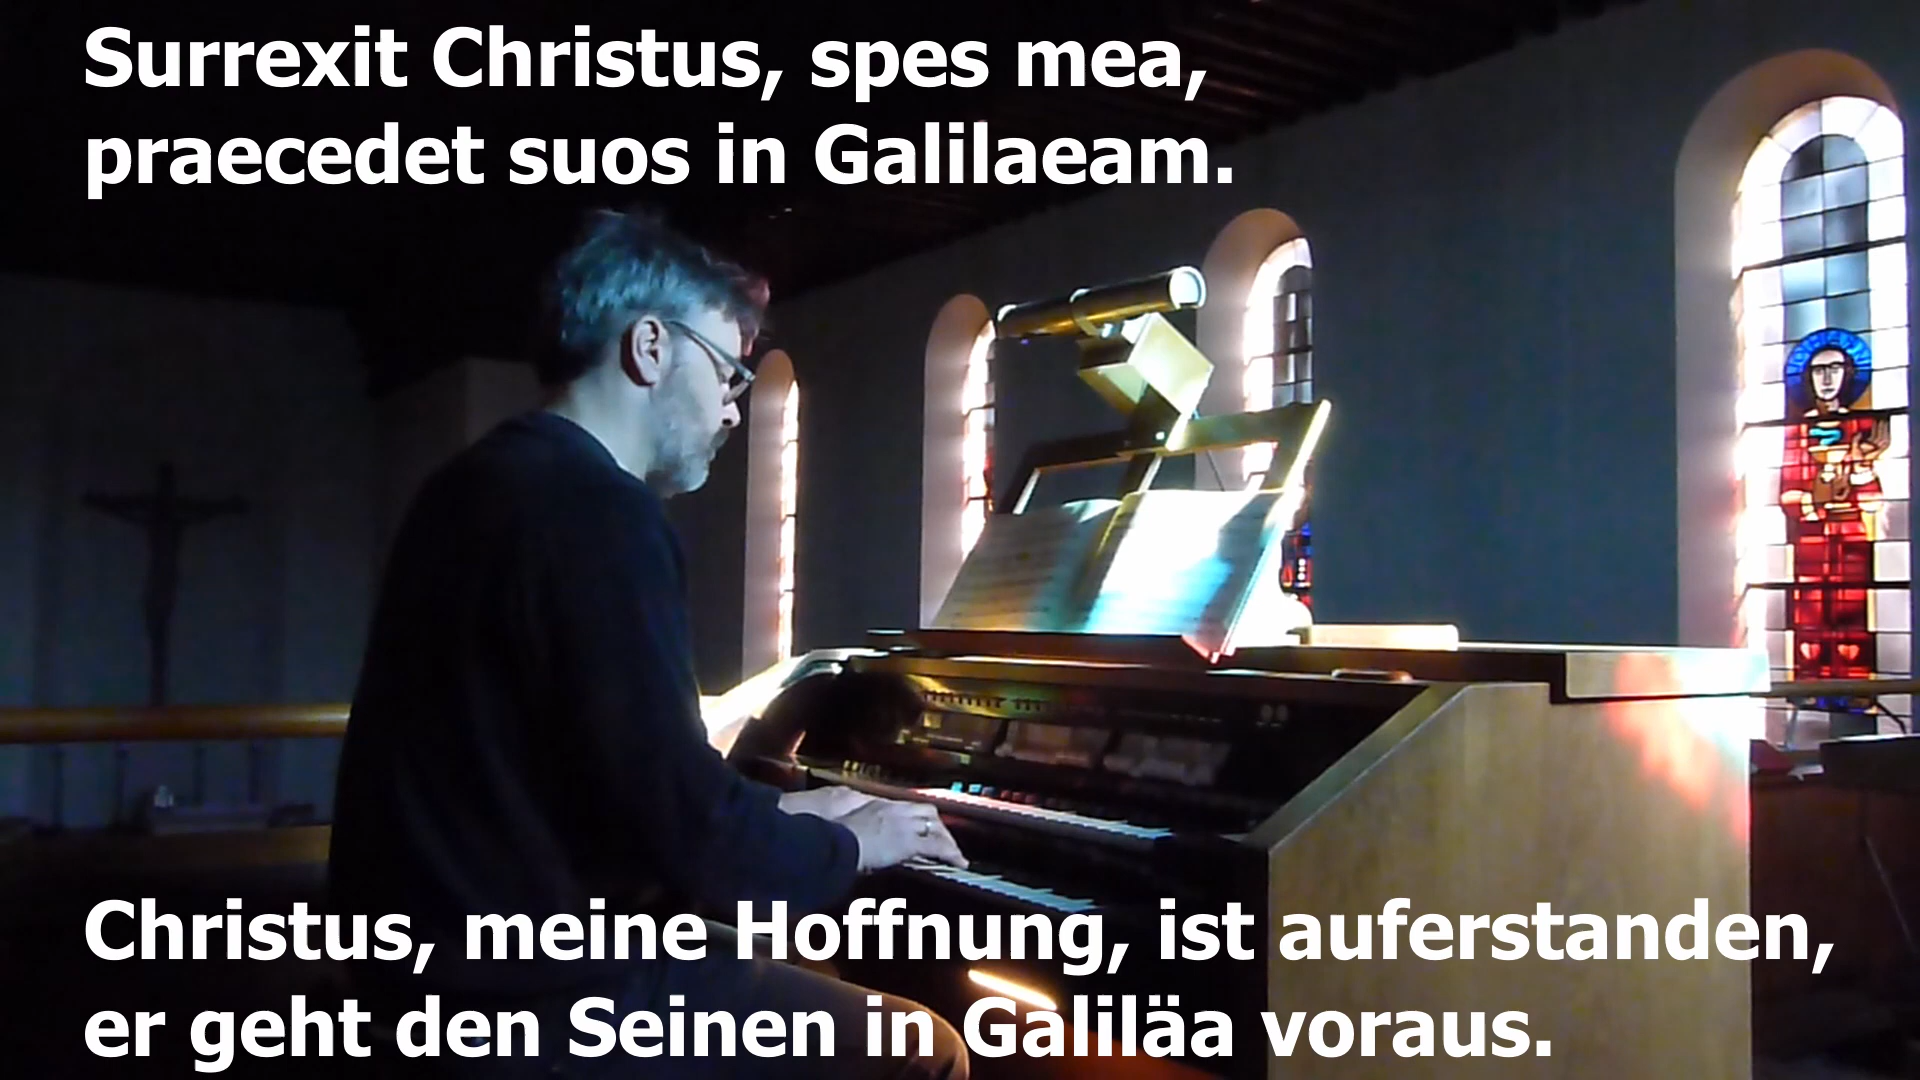 Surrexit Christus, spes mea,
praecedet suos in Galilaeam.
Christus, meine Hoffnung, ist auferstanden,
er geht den Seinen in Galiläa voraus.